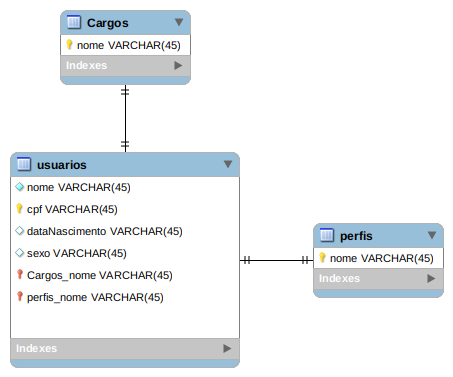 Cargos
nome VARCHAR(45)
Indexes
usuarios
nome VARCHAR(45)
cpf VARCHAR(45)
dataNascimento VARCHAR(45)
sexo VARCHAR(45)
Cargos_nome VARCHAR(45)
perfis_nome VARCHAR(45)
Indexes
perfis
nome VARCHAR(45)
Indexes